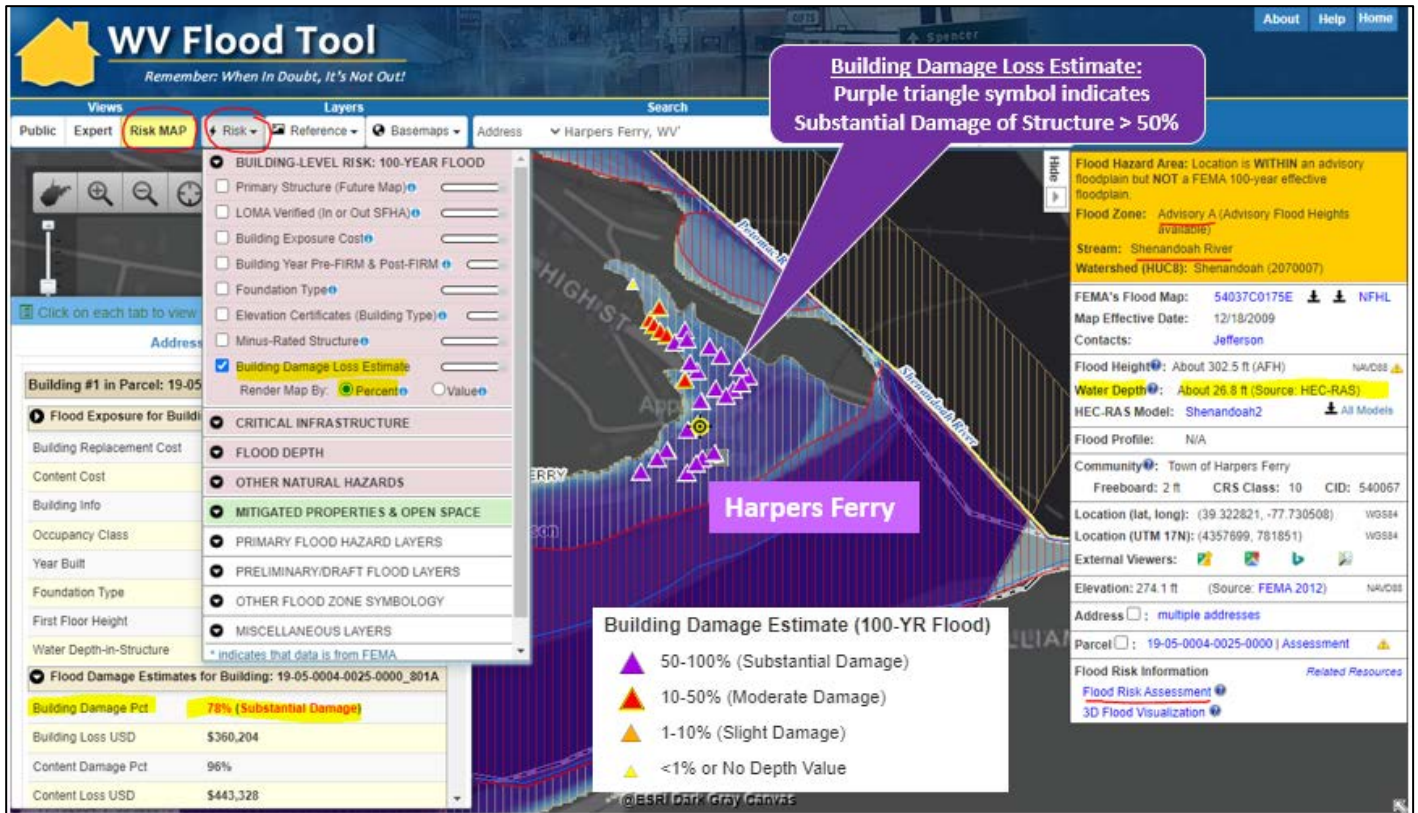 WV Flood Tool
Remember: When In Doubt, It's Not Out!
About Help Home
GIFTS
Spencer
Views Layers Search
Public Expert Risk MAP Risk Reference Basemaps Address Harpers Ferry, WV'
Building Damage Loss Estimate:
Purple triangle symbol indicates
Substantial Damage of Structure > 50%
BUILDING-LEVEL RISK: 100-YEAR FLOOD
Primary Structure (Future Map)
LOMA Verified (In or Out SFHA)
Building Exposure Cost
Building Year Pre-FIRM & Post-FIRM
Foundation Type
Elevation Certificates (Building Type)
Minus-Rated Structure
Building Damage Loss Estimate
Render Map By: Percent Value
CRITICAL INFRASTRUCTURE
FLOOD DEPTH
OTHER NATURAL HAZARDS
MITIGATED PROPERTIES & OPEN SPACE
PRIMARY FLOOD HAZARD LAYERS
PRELIMINARY/DRAFT FLOOD LAYERS
OTHER FLOOD ZONE SYMBOLOGY
MISCELLANEOUS LAYERS
* indicates that data is from FEMA
Click on each tab to view
Address
Building #1 in Parcel: 19-05
Flood Exposure for Buildi
Building Replacement Cost
Content Cost
Building Info
Occupancy Class
Year Built
Foundation Type
First Floor Height
Water Depth-in-Structure
Flood Damage Estimates for Building: 19-05-0004-0025-0000_801A
Building Damage Pct 78% (Substantial Damage)
Building Loss USD $360,204
Content Damage Pct 96%
Content Loss USD $443,328
HIGH ST
Potomac R
Shenandoah River
App
ERRY
Harpers Ferry
Building Damage Estimate (100-YR Flood)
50-100% (Substantial Damage)
10-50% (Moderate Damage)
1-10% (Slight Damage)
<1% or No Depth Value
@ESRI Dark Gray Canvas
Hide
Flood Hazard Area: Location is WITHIN an advisory
floodplain but NOT a FEMA 100-year effective
floodplain.
Flood Zone: Advisory A (Advisory Flood Heights
available)
Stream: Shenandoah River
Watershed (HUC8): Shenandoah (2070007)
FEMA's Flood Map: 54037C0175E NFHL
Map Effective Date: 12/18/2009
Contacts: Jefferson
Flood Height: About 302.5 ft (AFH) NAVD88
Water Depth: About 26.8 ft (Source: HEC-RAS)
HEC-RAS Model: Shenandoah2 All Models
Flood Profile: N/A
Community: Town of Harpers Ferry
Freeboard: 2 ft CRS Class: 10 CID: 540067
Location (lat, long): (39.322821, -77.730508) WGS84
Location (UTM 17N): (4357699, 781851) WGS84
External Viewers:
Elevation: 274.1 ft (Source: FEMA 2012) NAVD88
Address : multiple addresses
Parcel : 19-05-0004-0025-0000 | Assessment
Flood Risk Information Related Resources
Flood Risk Assessment
3D Flood Visualization